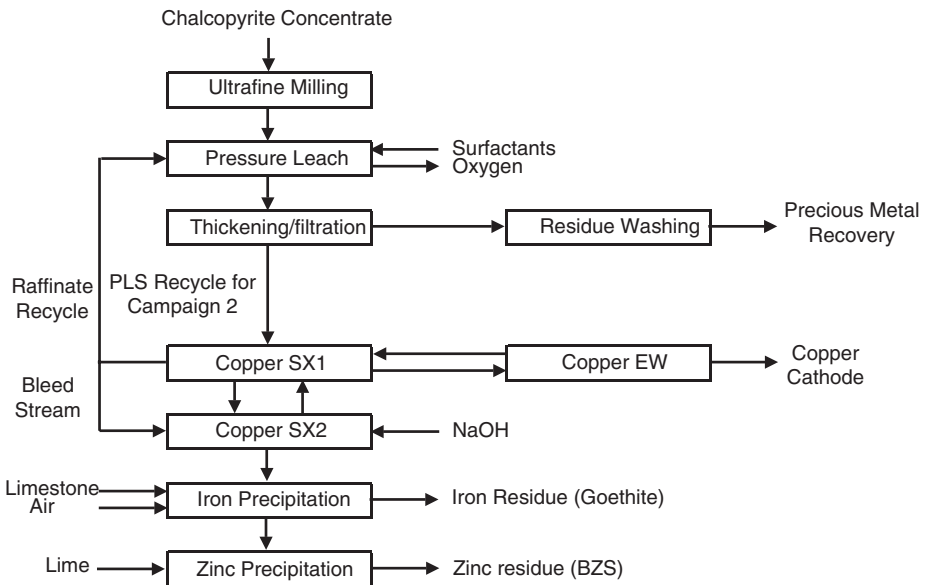 Chalcopyrite Concentrate
Ultrafine Milling
Pressure Leach
Surfactants
Oxygen
Thickening/filtration
Residue Washing
Precious Metal
Recovery
Raffinate
Recycle
PLS Recycle for
Campaign 2
Copper SX1
Copper EW
Copper
Cathode
Bleed
Stream
Copper SX2
NaOH
Limestone
Air
Iron Precipitation
Iron Residue (Goethite)
Lime
Zinc Precipitation
Zinc residue (BZS)